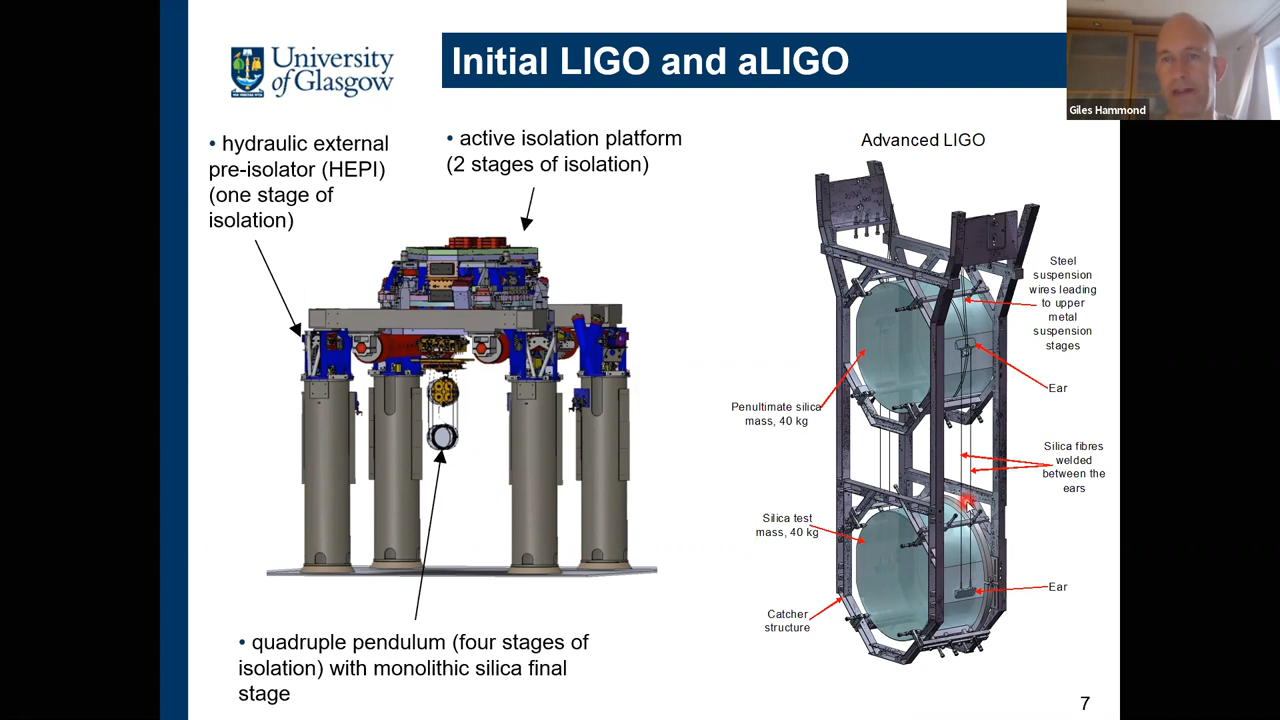 University
of Glasgow
Initial LIGO and aLIGO
Giles Hammond
• hydraulic external
pre-isolator (HEPI)
(one stage of
isolation)
• active isolation platform
(2 stages of isolation)
• quadruple pendulum (four stages of
isolation) with monolithic silica final
stage
Advanced LIGO
Steel
suspension
wires leading
to upper
metal
suspension
stages
Ear
Penultimate silica
mass, 40 kg
Silica fibres
welded
between the
ears
Silica test
mass, 40 kg
Ear
Catcher
structure
7